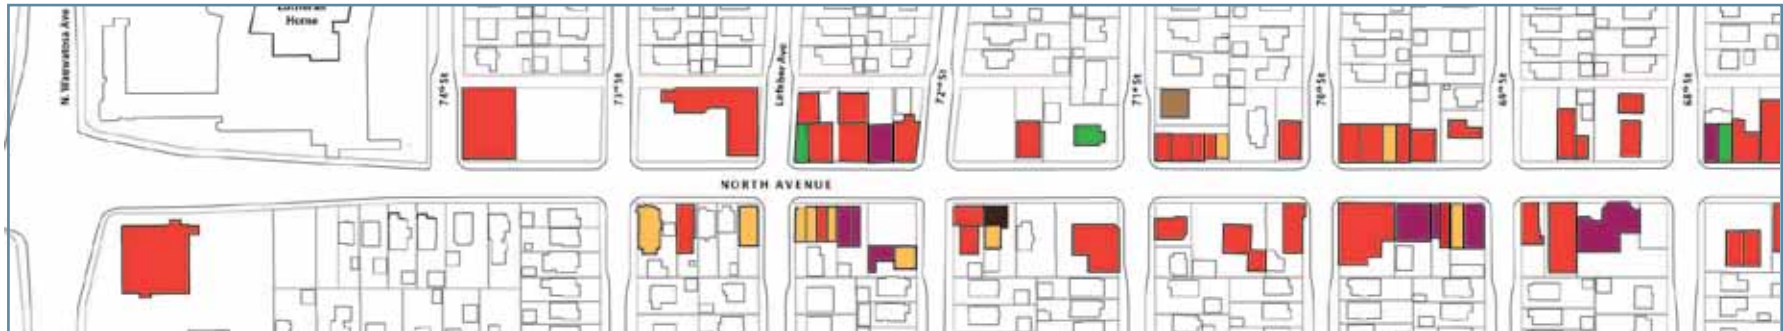 Lutheran
Home
N. Wauwatosa Ave
74th St
73rd St
Lefeber Ave
72nd St
71st St
70th St
69th St
68th St
NORTH AVENUE